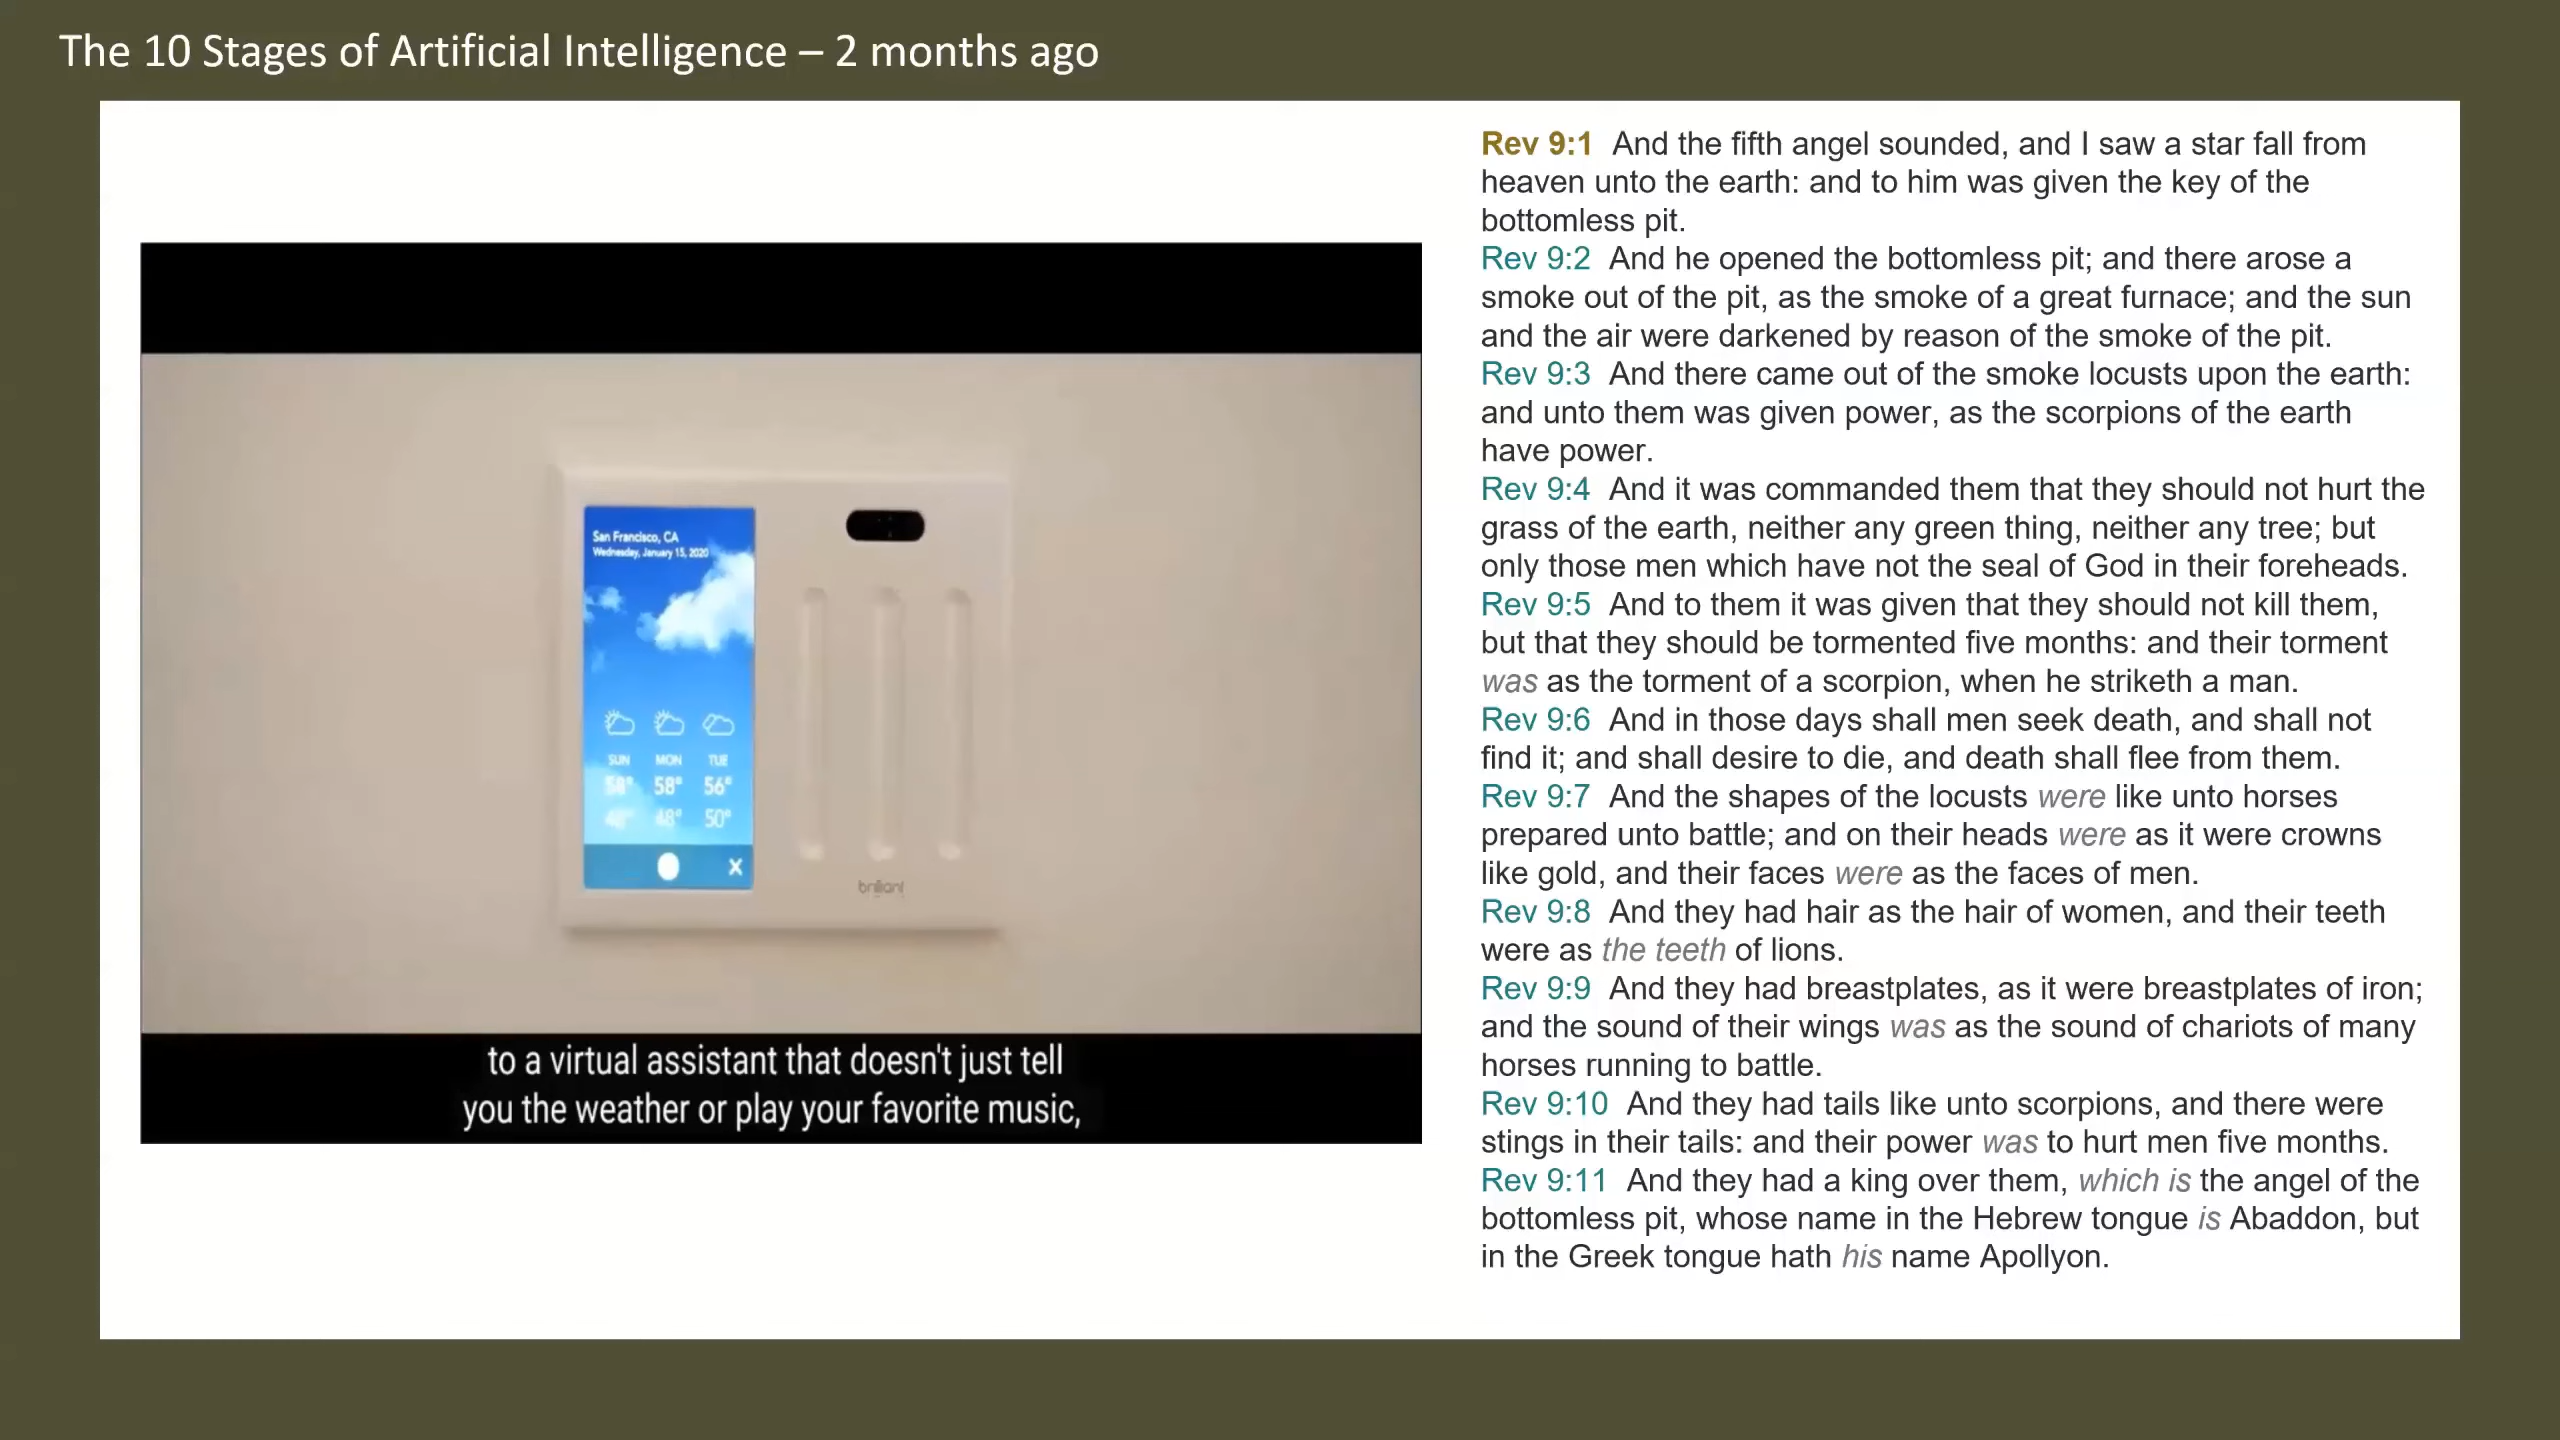 The 10 Stages of Artificial Intelligence – 2 months ago
San Francisco, CA
Wednesday, January 15, 2020
SUN MON TUE
58° 58° 56°
48° 50°
X
brilliant
to a virtual assistant that doesn't just tell
you the weather or play your favorite music,
Rev 9:1 And the fifth angel sounded, and I saw a star fall from
heaven unto the earth: and to him was given the key of the
bottomless pit.
Rev 9:2 And he opened the bottomless pit; and there arose a
smoke out of the pit, as the smoke of a great furnace; and the sun
and the air were darkened by reason of the smoke of the pit.
Rev 9:3 And there came out of the smoke locusts upon the earth:
and unto them was given power, as the scorpions of the earth
have power.
Rev 9:4 And it was commanded them that they should not hurt the
grass of the earth, neither any green thing, neither any tree; but
only those men which have not the seal of God in their foreheads.
Rev 9:5 And to them it was given that they should not kill them,
but that they should be tormented five months: and their torment
was as the torment of a scorpion, when he striketh a man.
Rev 9:6 And in those days shall men seek death, and shall not
find it; and shall desire to die, and death shall flee from them.
Rev 9:7 And the shapes of the locusts were like unto horses
prepared unto battle; and on their heads were as it were crowns
like gold, and their faces were as the faces of men.
Rev 9:8 And they had hair as the hair of women, and their teeth
were as the teeth of lions.
Rev 9:9 And they had breastplates, as it were breastplates of iron;
and the sound of their wings was as the sound of chariots of many
horses running to battle.
Rev 9:10 And they had tails like unto scorpions, and there were
stings in their tails: and their power was to hurt men five months.
Rev 9:11 And they had a king over them, which is the angel of the
bottomless pit, whose name in the Hebrew tongue is Abaddon, but
in the Greek tongue hath his name Apollyon.